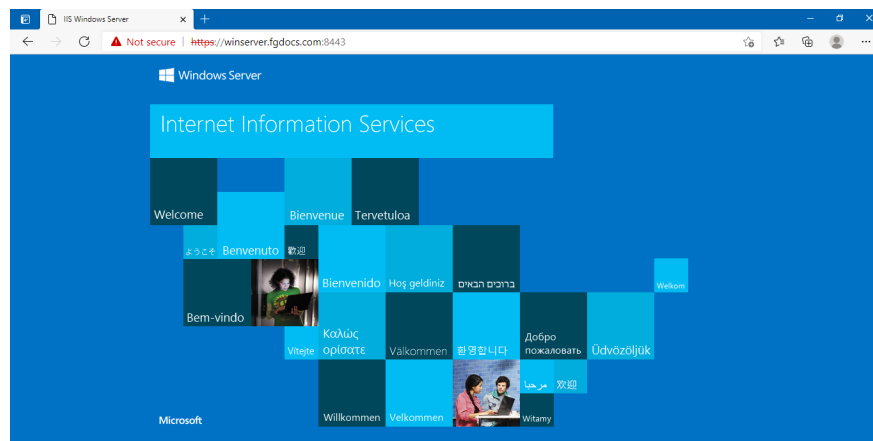 IIS Windows Server
Not secure | https://winserver.fgdocs.com:8443
Windows Server
Internet Information Services
Welcome
Bienvenue
Tervetuloa
ようこそ
Benvenuto
歡迎
Bienvenido
Hoş geldiniz
ברוכים הבאים
Welkom
Bem-vindo
Vítejte
Καλώς
ορίσατε
Välkommen
환영합니다
Добро
пожаловать
Üdvözöljük
Willkommen
Velkommen
مرحبا
欢迎
Witamy
Microsoft